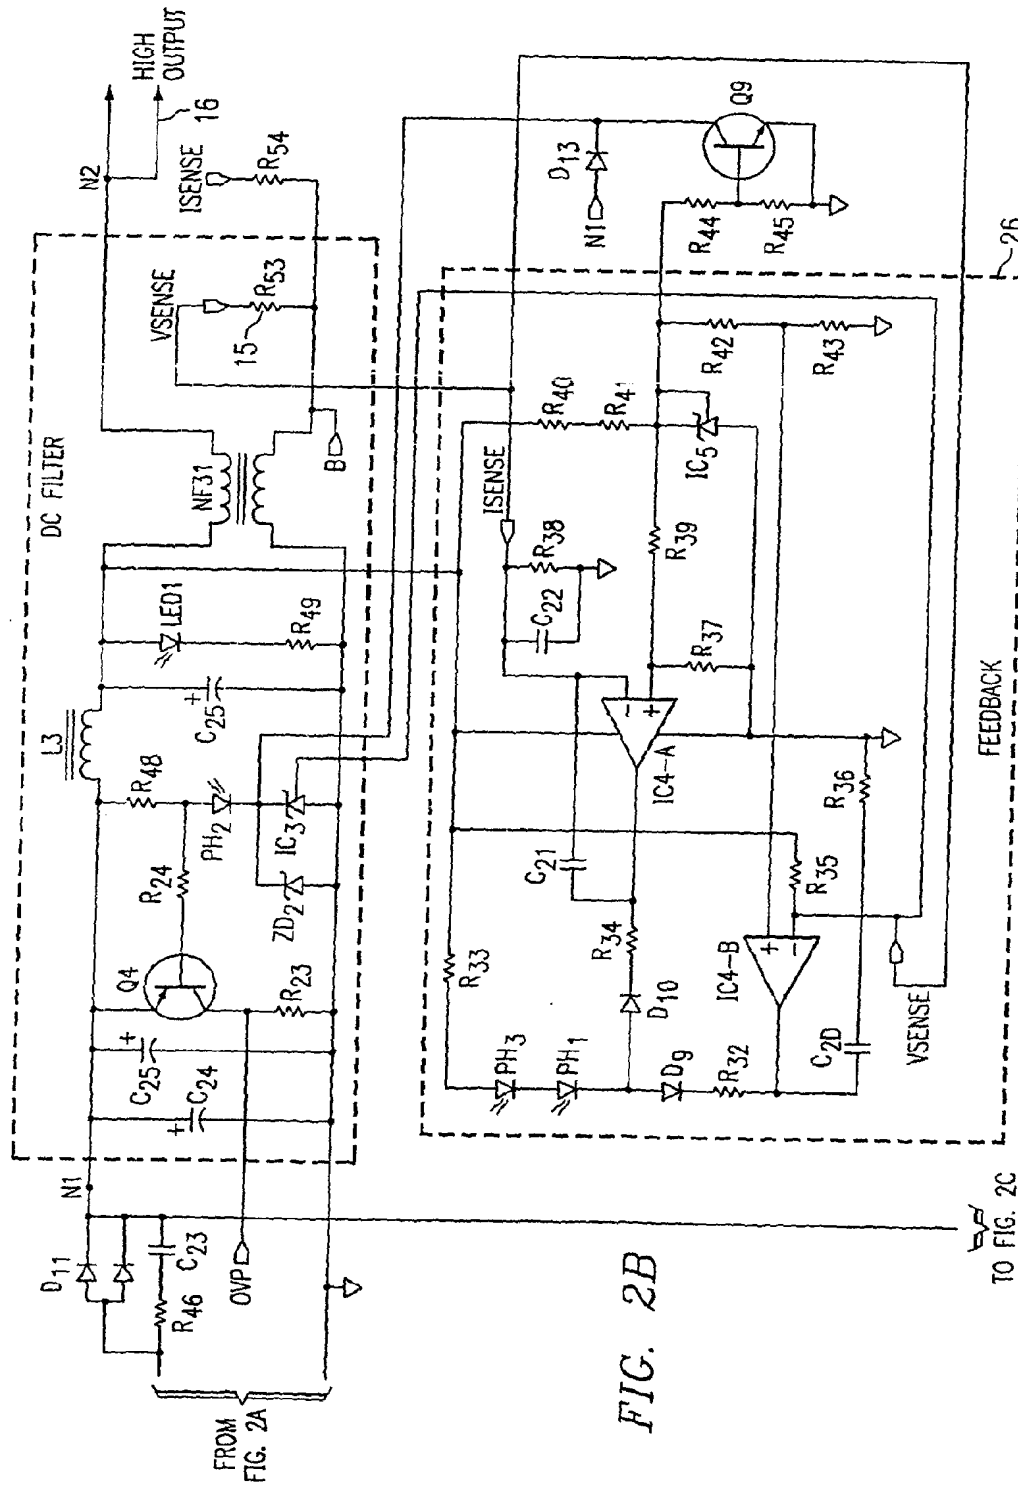 FIG. 2B
FROM
FIG. 2A
D11
N1
R46
C23
OVP
DC FILTER
C25
+
C24
+
Q4
R24
R23
R48
PH2
ZD2
IC3
L3
C25
+
LED1
R49
NF31
B
VSENSE
15
R53
N2
HIGH
OUTPUT
16
ISENSE
R54
ISENSE
C22
R38
R40
R41
IC5
R39
R37
R42
R43
N1
D13
Q9
R44
R45
26
R33
PH3
PH1
D9
R32
D10
R34
C21
-
+
IC4-A
+
-
IC4-B
R35
R36
C2D
VSENSE
FEEDBACK
TO FIG. 2C